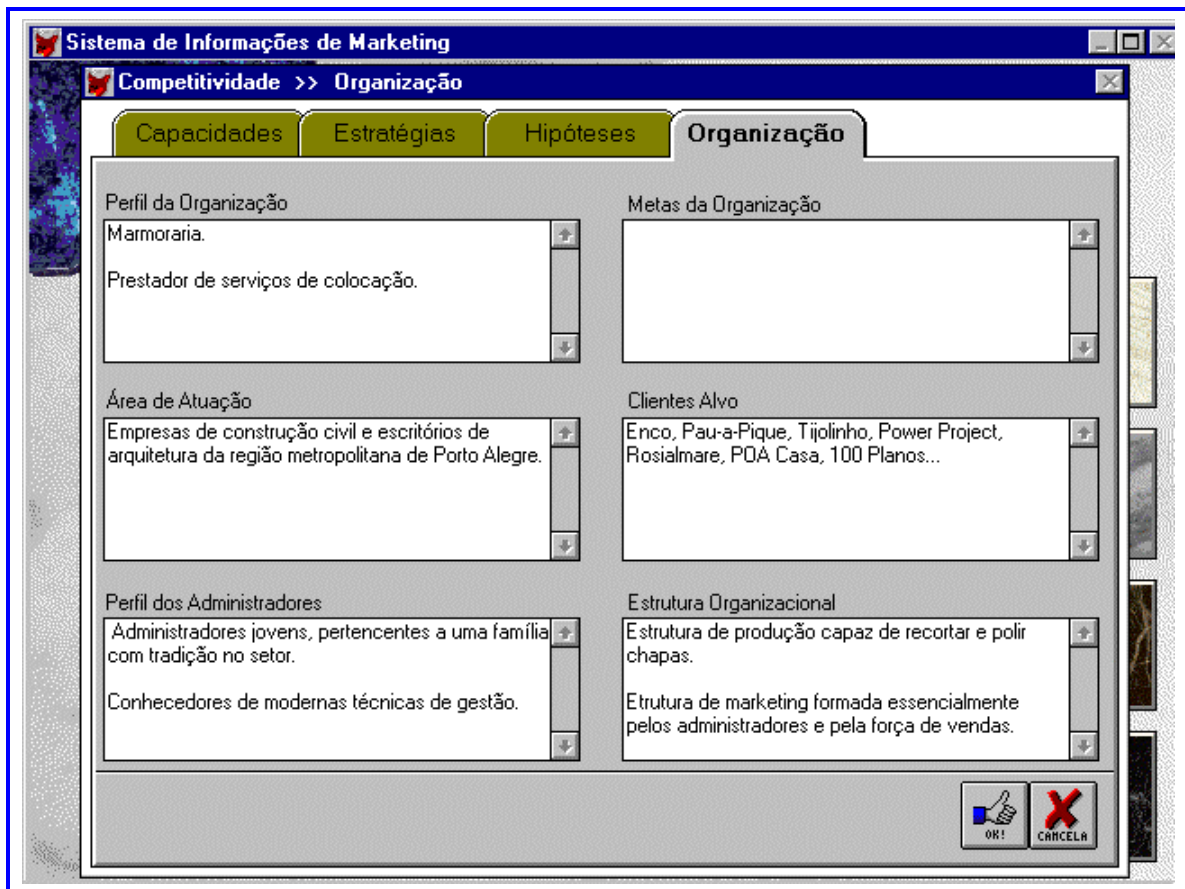 Sistema de Informações de Marketing
Competitividade >> Organização
Capacidades Estratégias Hipóteses Organização
Perfil da Organização
Marmoraria.
Prestador de serviços de colocação.
Metas da Organização
Área de Atuação
Empresas de construção civil e escritórios de
arquitetura da região metropolitana de Porto Alegre.
Clientes Alvo
Enco, Pau-a-Pique, Tijolinho, Power Project,
Rosialmare, POA Casa, 100 Planos...
Perfil dos Administradores
Administradores jovens, pertencentes a uma família
com tradição no setor.
Conhecedores de modernas técnicas de gestão.
Estrutura Organizacional
Estrutura de produção capaz de recortar e polir
chapas.
Etrutura de marketing formada essencialmente
pelos administradores e pela força de vendas.
OK! CANCELA